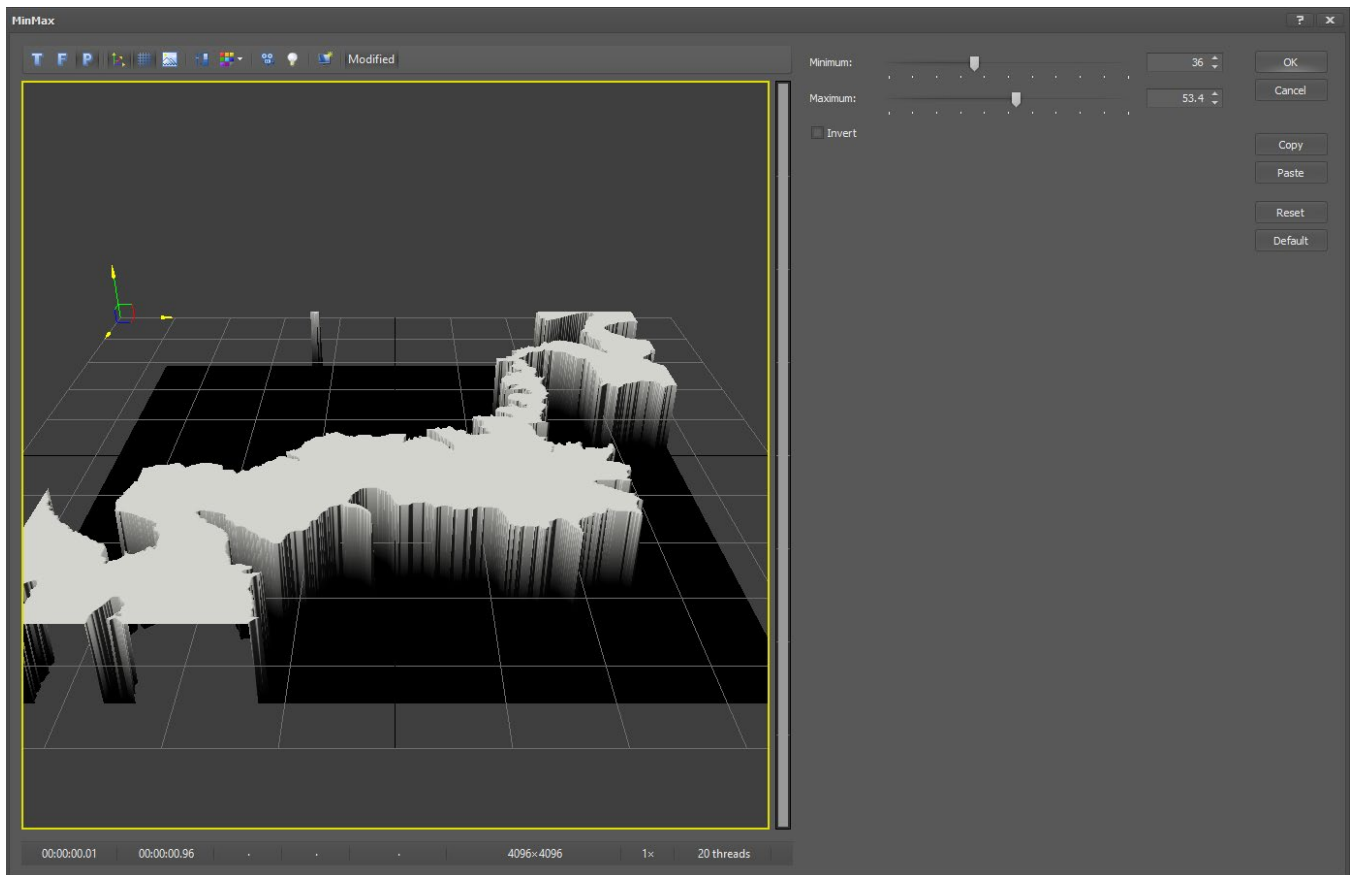 MinMax
? x
T F P Modified
Minimum: 36
Maximum: 53.4
Invert
OK
Cancel
Copy
Paste
Reset
Default
00:00:00.01 00:00:00.96 . . . 4096×4096 1× 20 threads